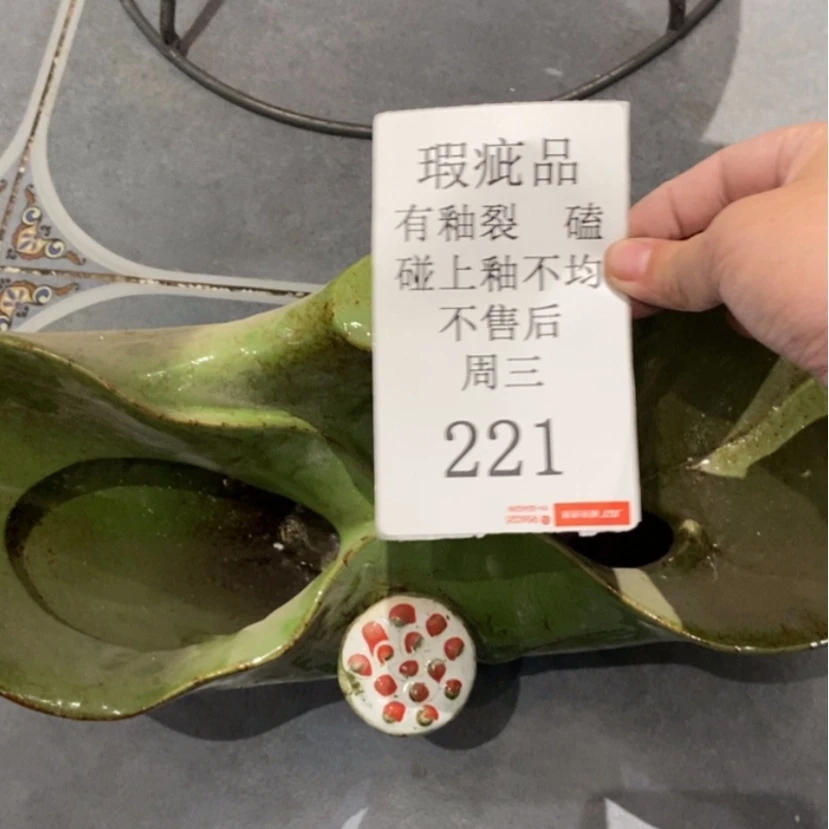 瑕疵品
有釉裂 磕
碰上釉不均
不售后
周三
221